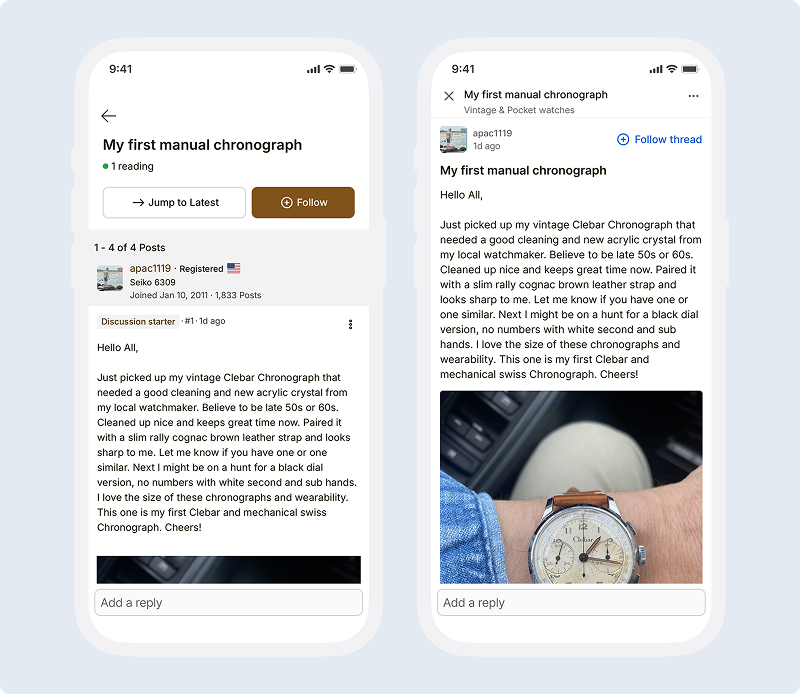 9:41
My first manual chronograph
1 reading
Jump to Latest
Follow
1 - 4 of 4 Posts
apac1119 · Registered
Seiko 6309
Joined Jan 10, 2011 · 1,833 Posts
Discussion starter · #1 · 1d ago
Hello All,
Just picked up my vintage Clebar Chronograph that
needed a good cleaning and new acrylic crystal from
my local watchmaker. Believe to be late 50s or 60s.
Cleaned up nice and keeps great time now. Paired it
with a slim rally cognac brown leather strap and looks
sharp to me. Let me know if you have one or one
similar. Next I might be on a hunt for a black dial
version, no numbers with white second and sub hands.
I love the size of these chronographs and wearability.
This one is my first Clebar and mechanical swiss
Chronograph. Cheers!
Add a reply
9:41
My first manual chronograph
Vintage & Pocket watches
apac1119
1d ago
Follow thread
My first manual chronograph
Hello All,
Just picked up my vintage Clebar Chronograph that
needed a good cleaning and new acrylic crystal from
my local watchmaker. Believe to be late 50s or 60s.
Cleaned up nice and keeps great time now. Paired it
with a slim rally cognac brown leather strap and
looks sharp to me. Let me know if you have one or
one similar. Next I might be on a hunt for a black dial
version, no numbers with white second and sub
hands. I love the size of these chronographs and
wearability. This one is my first Clebar and
mechanical swiss Chronograph. Cheers!
12
Clebar
Add a reply